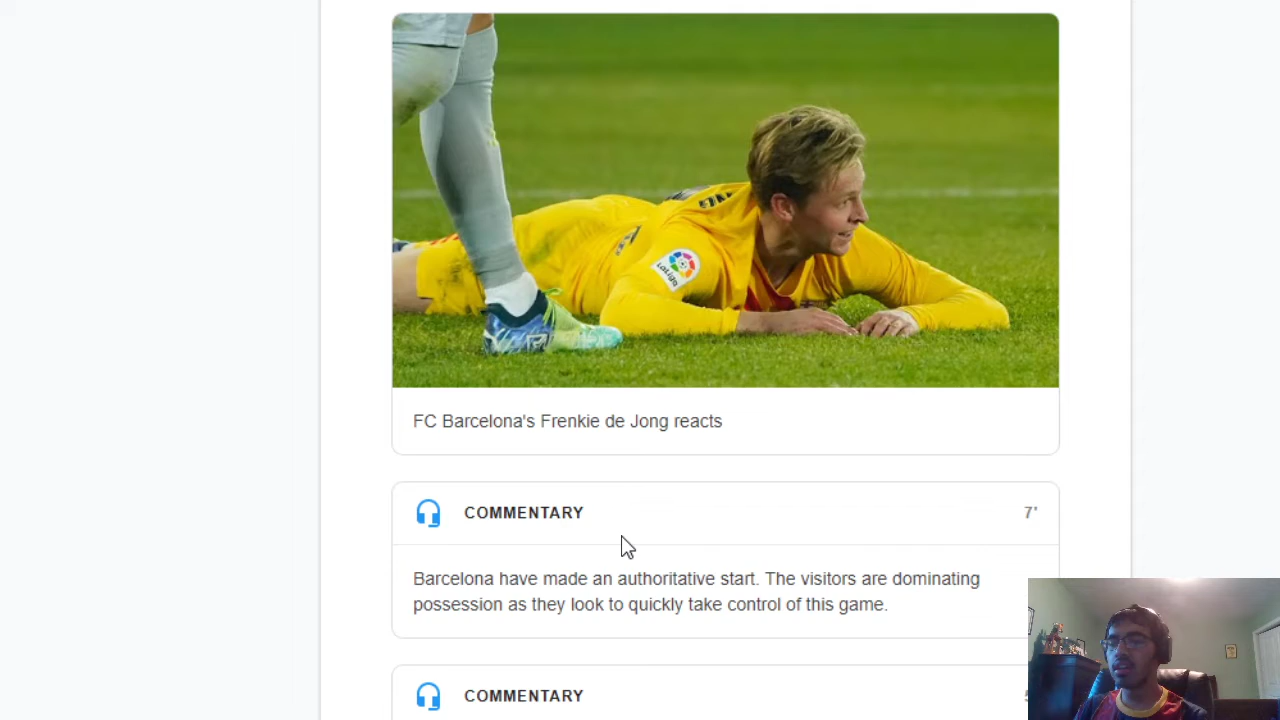 LaLiga
FC Barcelona's Frenkie de Jong reacts
COMMENTARY
7'
Barcelona have made an authoritative start. The visitors are dominating
possession as they look to quickly take control of this game.
COMMENTARY